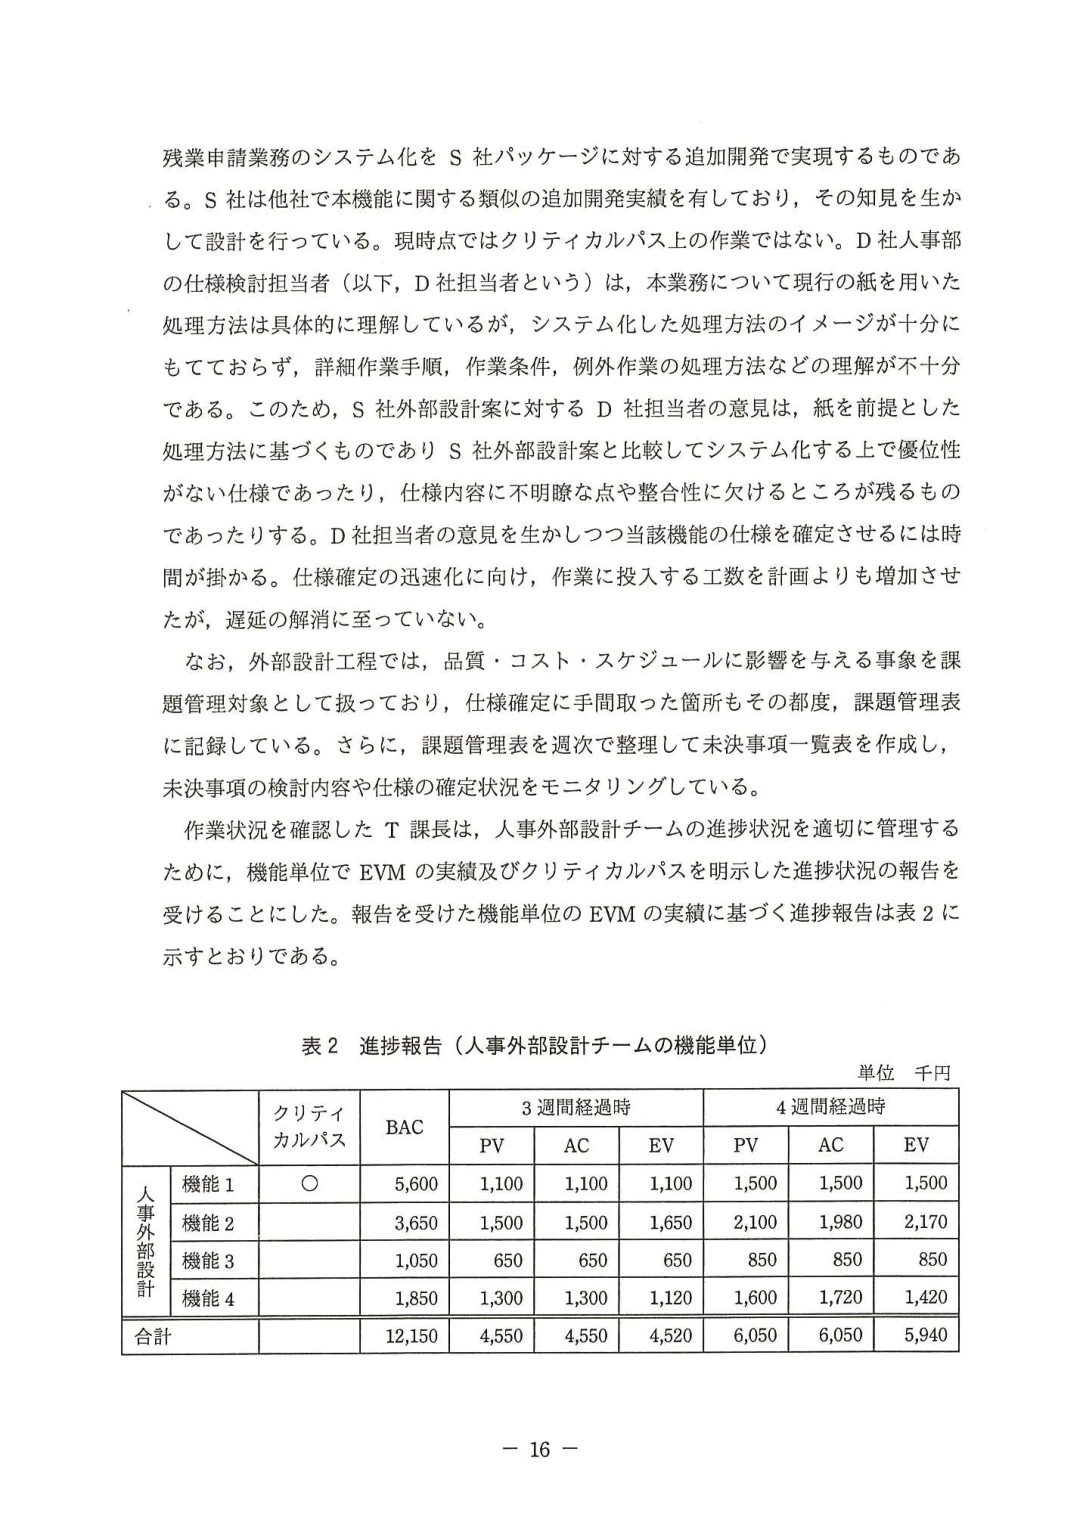 残業申請業務のシステム化を S 社パッケージに対する追加開発で実現するものであ
る。S 社は他社で本機能に関する類似の追加開発実績を有しており，その知見を生か
して設計を行っている。現時点ではクリティカルパス上の作業ではない。D 社人事部
の仕様検討担当者（以下，D 社担当者という）は，本業務について現行の紙を用いた
処理方法は具体的に理解しているが，システム化した処理方法のイメージが十分に
もてておらず，詳細作業手順，作業条件，例外作業の処理方法などの理解が不十分
である。このため，S 社外部設計案に対する D 社担当者の意見は，紙を前提とした
処理方法に基づくものであり S 社外部設計案と比較してシステム化する上で優位性
がない仕様であったり，仕様内容に不明瞭な点や整合性に欠けるところが残るもの
であったりする。D 社担当者の意見を生かしつつ当該機能の仕様を確定させるには時
間が掛かる。仕様確定の迅速化に向け，作業に投入する工数を計画よりも増加させ
たが，遅延の解消に至っていない。
なお，外部設計工程では，品質・コスト・スケジュールに影響を与える事象を課
題管理対象として扱っており，仕様確定に手間取った箇所もその都度，課題管理表
に記録している。さらに，課題管理表を週次で整理して未決事項一覧表を作成し，
未決事項の検討内容や仕様の確定状況をモニタリングしている。
作業状況を確認した T 課長は，人事外部設計チームの進捗状況を適切に管理する
ために，機能単位で EVM の実績及びクリティカルパスを明示した進捗状況の報告を
受けることにした。報告を受けた機能単位の EVM の実績に基づく進捗報告は表 2 に
示すとおりである。
表 2 進捗報告（人事外部設計チームの機能単位）
単位 千円
クリティカルパス BAC 3 週間経過時 4 週間経過時
PV AC EV PV AC EV
人事外部設計
機能 1 ○ 5,600 1,100 1,100 1,100 1,500 1,500 1,500
機能 2 3,650 1,500 1,500 1,650 2,100 1,980 2,170
機能 3 1,050 650 650 650 850 850 850
機能 4 1,850 1,300 1,300 1,120 1,600 1,720 1,420
合計 12,150 4,550 4,550 4,520 6,050 6,050 5,940
－ 16 －